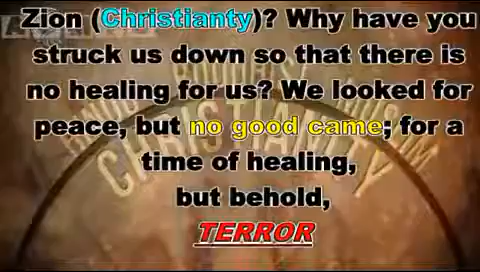 Zion (Christianty)? Why have you
struck us down so that there is
no healing for us? We looked for
peace, but no good came; for a
time of healing,
but behold,
TERROR
CHRISTIANITY